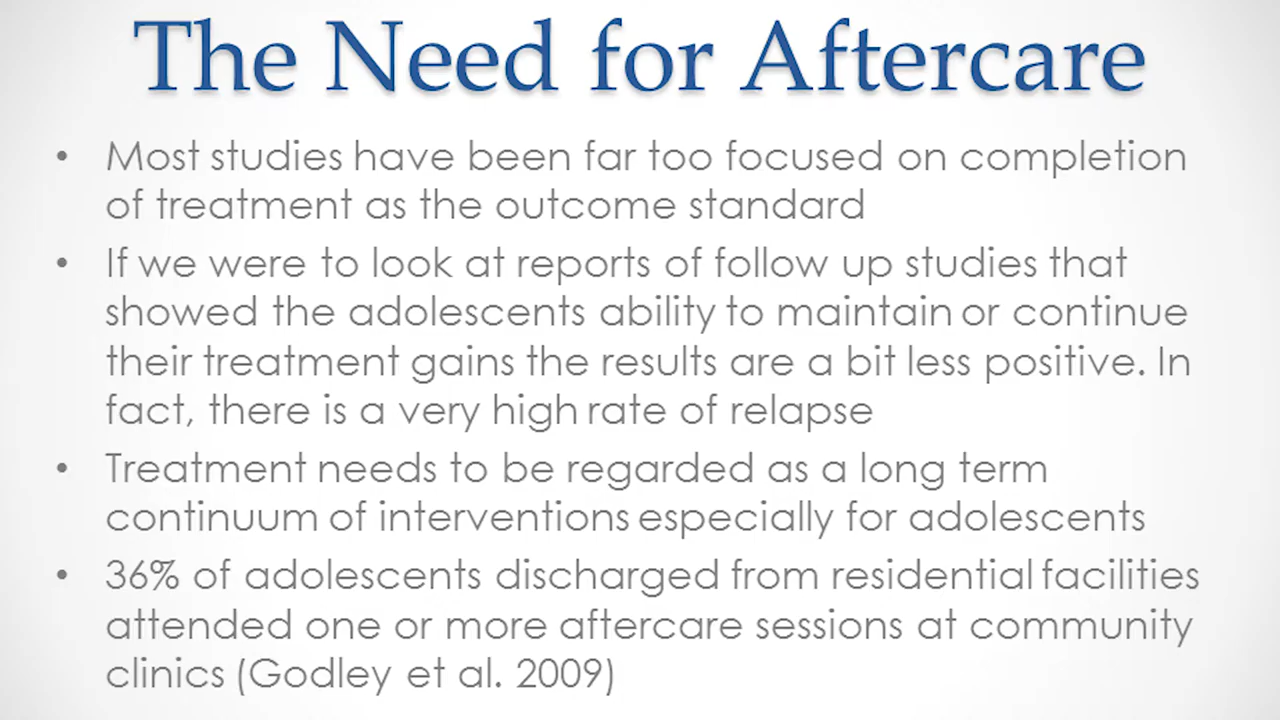 The Need for Aftercare
• Most studies have been far too focused on completion
of treatment as the outcome standard
• If we were to look at reports of follow up studies that
showed the adolescents ability to maintain or continue
their treatment gains the results are a bit less positive. In
fact, there is a very high rate of relapse
• Treatment needs to be regarded as a long term
continuum of interventions especially for adolescents
• 36% of adolescents discharged from residential facilities
attended one or more aftercare sessions at community
clinics (Godley et al. 2009)